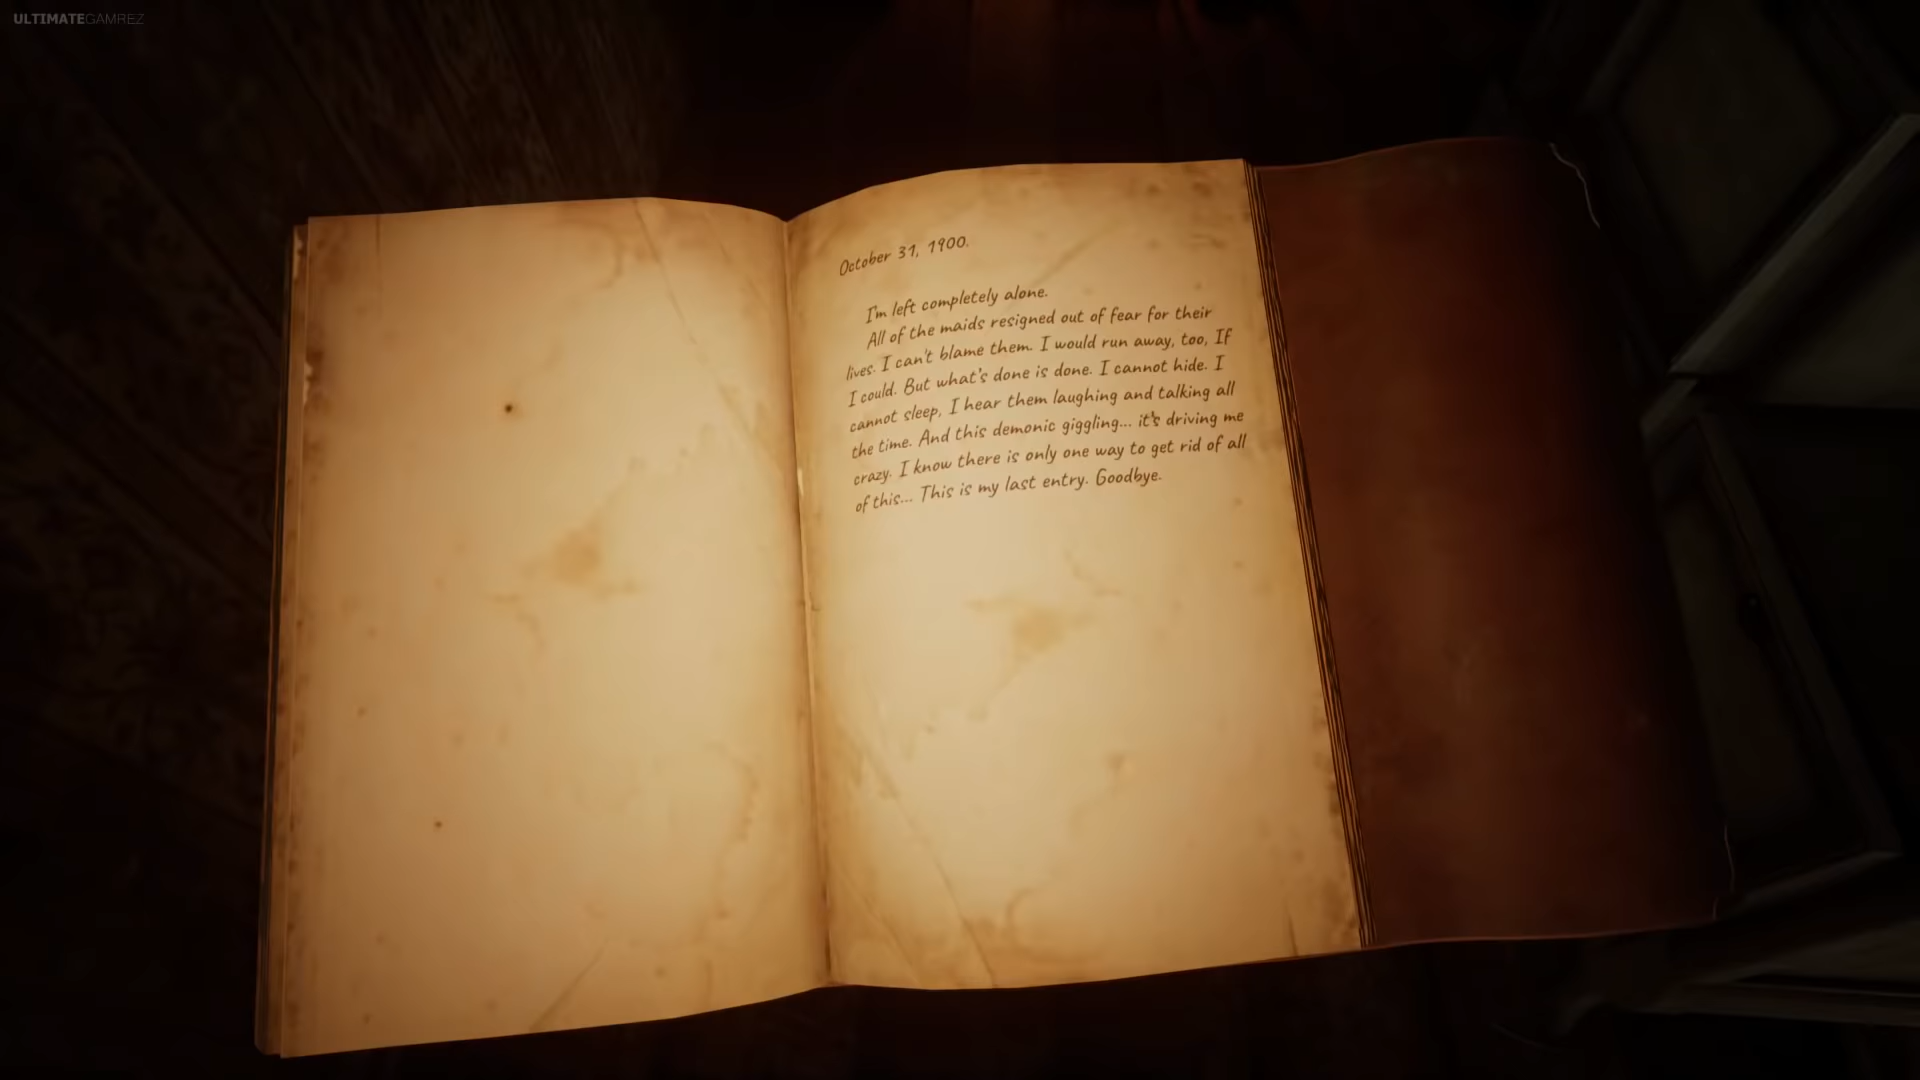 ULTIMATEGAMREZ
October 31, 1900.
I'm left completely alone.
All of the maids resigned out of fear for their
lives. I can't blame them. I would run away, too, If
I could. But what's done is done. I cannot hide. I
cannot sleep, I hear them laughing and talking all
the time. And this demonic giggling... it's driving me
crazy. I know there is only one way to get rid of all
of this... This is my last entry. Goodbye.